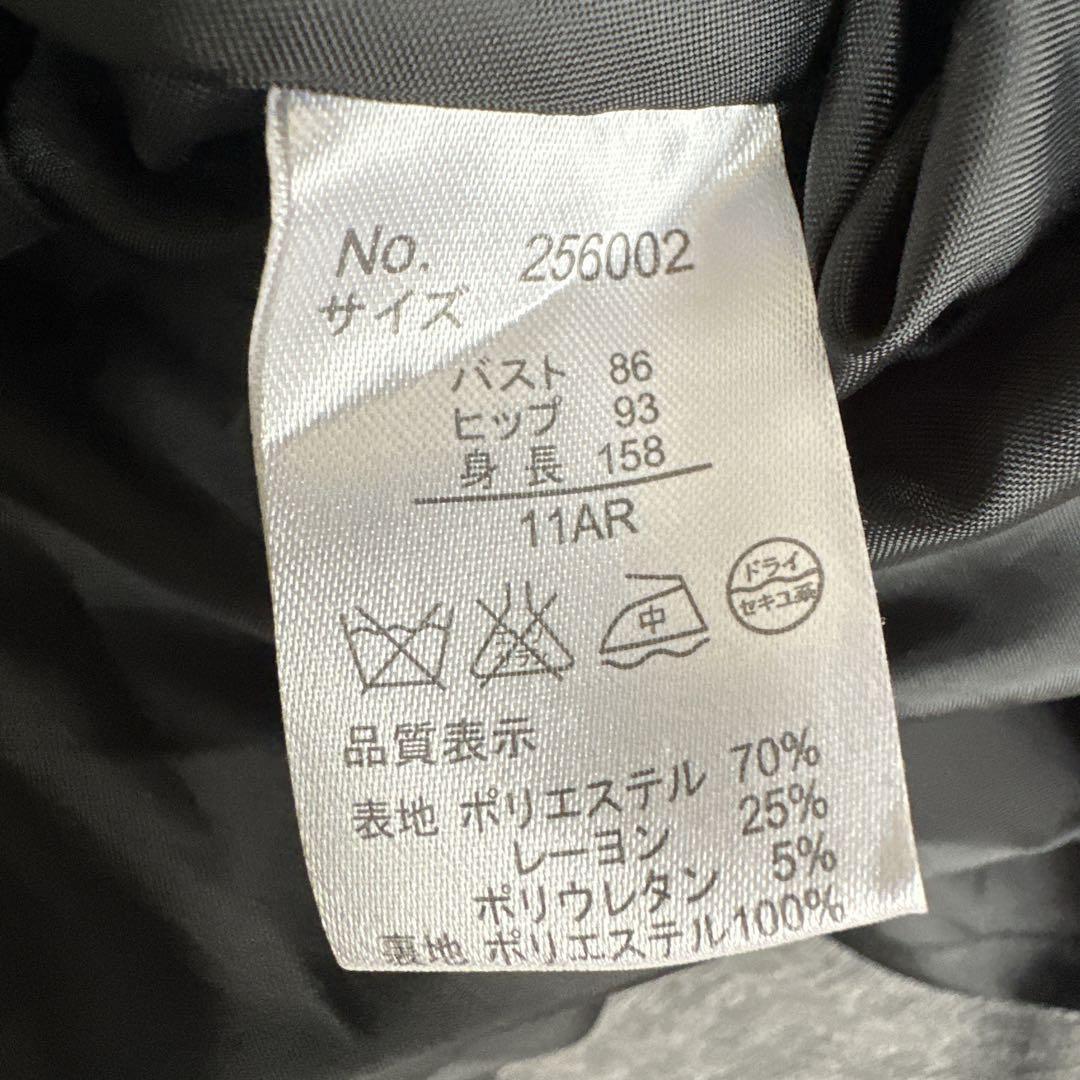 No. 256002
サイズ
バスト 86
ヒップ 93
身長 158
11AR
中
ドライ
セキユ系
品質表示
表地 ポリエステル 70%
レーヨン 25%
ポリウレタン 5%
裏地 ポリエステル100%